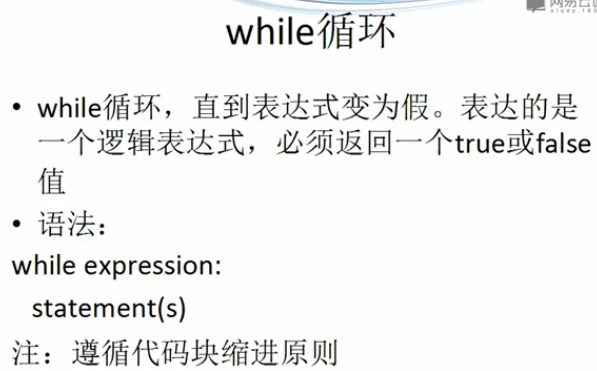 while循环
• while循环，直到表达式变为假。表达的是
一个逻辑表达式，必须返回一个true或false
值
• 语法：
while expression:
statement(s)
注：遵循代码块缩进原则